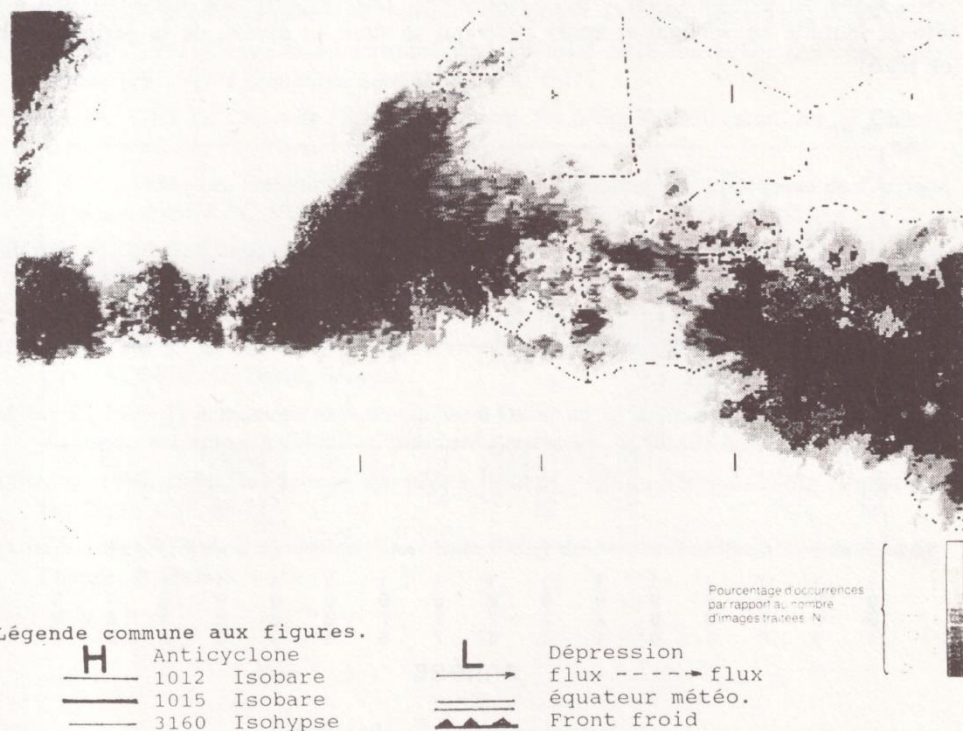 Pourcentage d'occurrences
par rapport au nombre
d'images traitées N
Légende commune aux figures.
H Anticyclone
1012 Isobare
1015 Isobare
3160 Isohypse
L Dépression
flux - - - - → flux
équateur météo.
Front froid